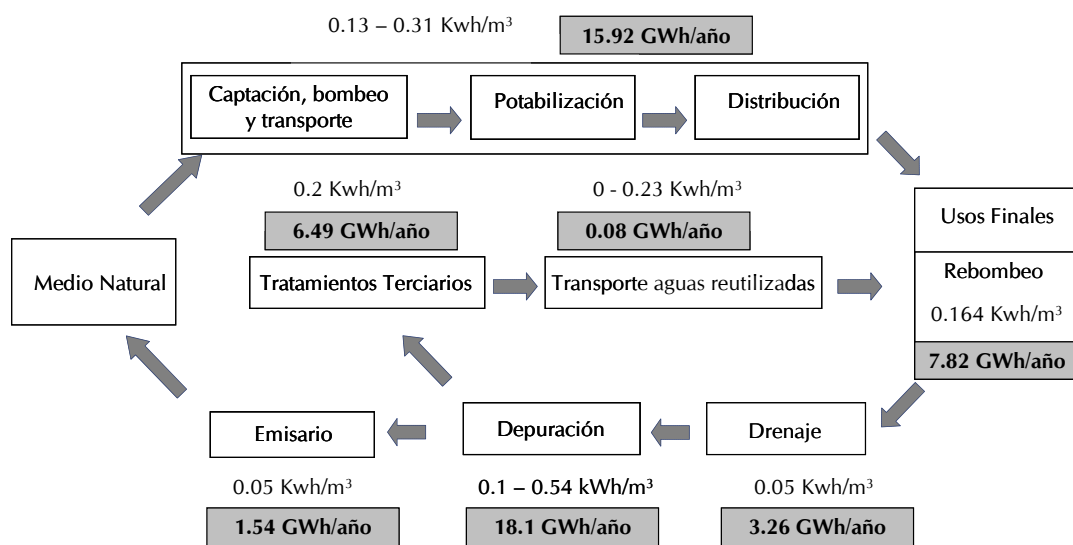 0.13 – 0.31 Kwh/m³
15.92 GWh/año
Captación, bombeo
y transporte
Potabilización
Distribución
0.2 Kwh/m³
6.49 GWh/año
0 - 0.23 Kwh/m³
0.08 GWh/año
Usos Finales
Medio Natural
Tratamientos Terciarios
Transporte aguas reutilizadas
Rebombeo
0.164 Kwh/m³
7.82 GWh/año
Emisario
Depuración
Drenaje
0.05 Kwh/m³
1.54 GWh/año
0.1 – 0.54 kWh/m³
18.1 GWh/año
0.05 Kwh/m³
3.26 GWh/año